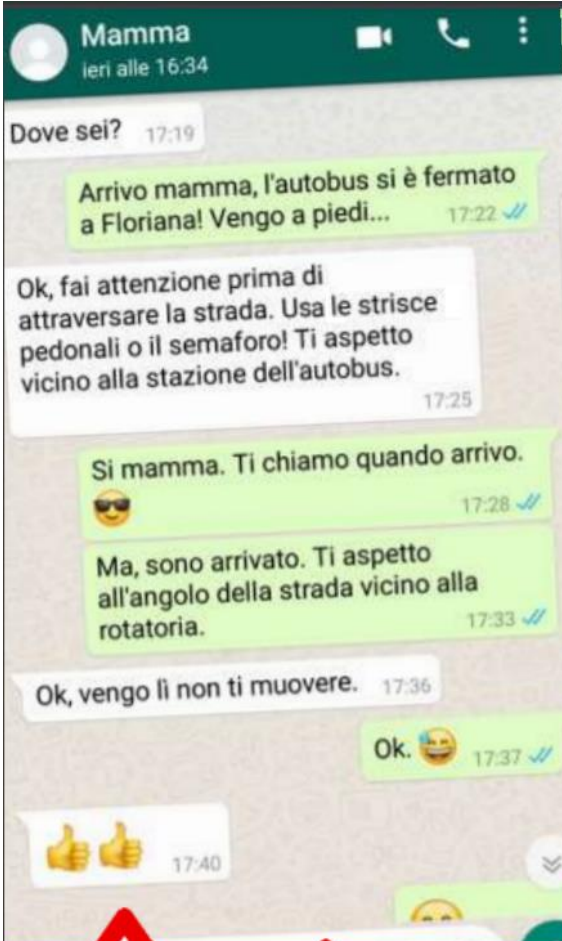 Mamma
ieri alle 16:34
Dove sei? 17:19
Arrivo mamma, l'autobus si è fermato
a Floriana! Vengo a piedi... 17:22
Ok, fai attenzione prima di
attraversare la strada. Usa le strisce
pedonali o il semaforo! Ti aspetto
vicino alla stazione dell'autobus.
17:25
Si mamma. Ti chiamo quando arrivo.
😎 17:28
Ma, sono arrivato. Ti aspetto
all'angolo della strada vicino alla
rotatoria. 17:33
Ok, vengo lì non ti muovere. 17:36
Ok. 😅 17:37
👍👍 17:40